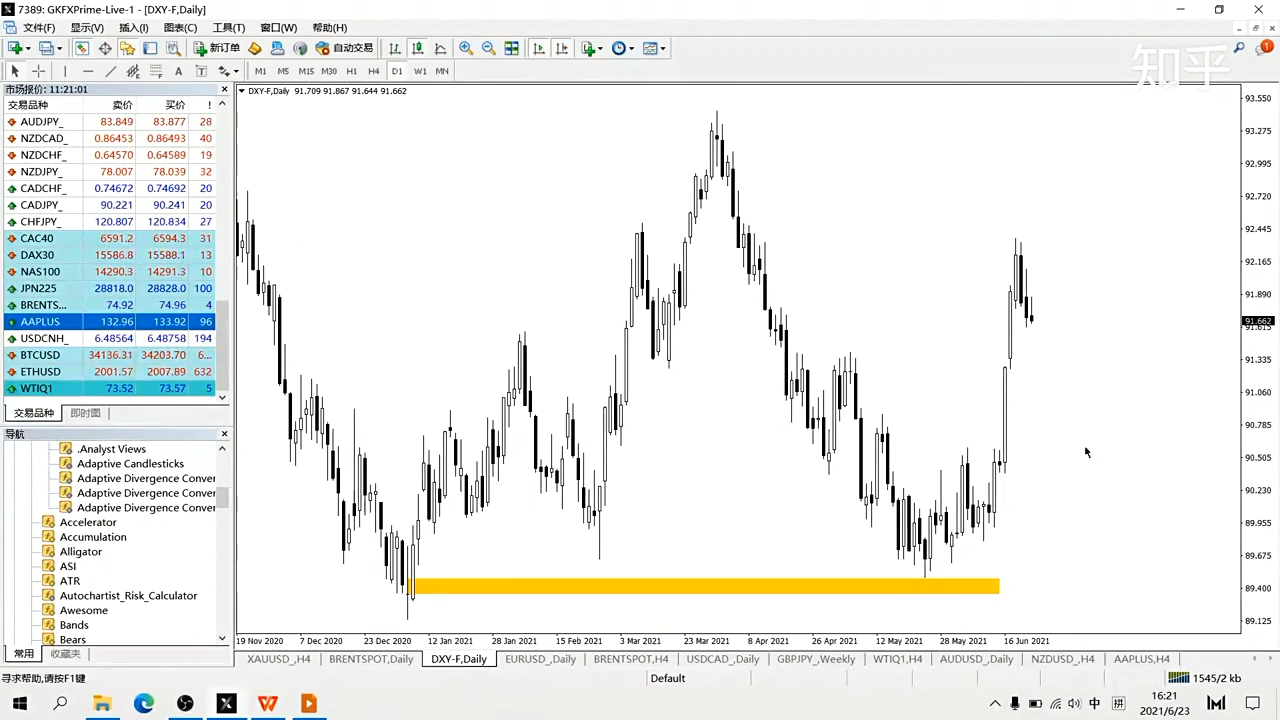 7389: GKFXPrime-Live-1 - [DXY-F,Daily]
文件(F) 显示(V) 插入(I) 图表(C) 工具(T) 窗口(W) 帮助(H)
新订单 自动交易
知乎
A T M1 M5 M15 M30 H1 H4 D1 W1 MN
市场报价: 11:21:01
交易品种 卖价 买价 !
AUDJPY_ 83.849 83.877 28
NZDCAD_ 0.86453 0.86493 40
NZDCHF_ 0.64570 0.64589 19
NZDJPY_ 78.007 78.039 32
CADCHF_ 0.74672 0.74692 20
CADJPY_ 90.221 90.241 20
CHFJPY_ 120.807 120.834 27
CAC40 6591.2 6594.3 31
DAX30 15586.8 15588.1 13
NAS100 14290.3 14291.3 10
JPN225 28818.0 28828.0 100
BRENTS... 74.92 74.96 4
AAPLUS 132.96 133.92 96
USDCNH_ 6.48564 6.48758 194
BTCUSD 34136.31 34203.70 6...
ETHUSD 2001.57 2007.89 632
WTIQ1 73.52 73.57 5
交易品种 即时图
导航
.Analyst Views
Adaptive Candlesticks
Adaptive Divergence Conver
Adaptive Divergence Conver
Adaptive Divergence Conver
Accelerator
Accumulation
Alligator
ASI
ATR
Autochartist_Risk_Calculator
Awesome
Bands
Bears
常用 收藏夹
DXY-F,Daily 91.709 91.867 91.644 91.662
93.550
93.275
92.995
92.720
92.445
92.165
91.890
91.662
91.615
91.335
91.060
90.785
90.505
90.230
89.955
89.675
89.400
89.125
19 Nov 2020 7 Dec 2020 23 Dec 2020 12 Jan 2021 28 Jan 2021 15 Feb 2021 3 Mar 2021 23 Mar 2021 8 Apr 2021 26 Apr 2021 12 May 2021 28 May 2021 16 Jun 2021
XAUUSD_,H4 BRENTSPOT,Daily DXY-F,Daily EURUSD_,Daily BRENTSPOT,H4 USDCAD_,Daily GBPJPY_,Weekly WTIQ1,H4 AUDUSD_,Daily NZDUSD_,H4 AAPLUS,H4
寻求帮助,请按F1键 Default 1545/2 kb
中 拼 16:21
2021/6/23